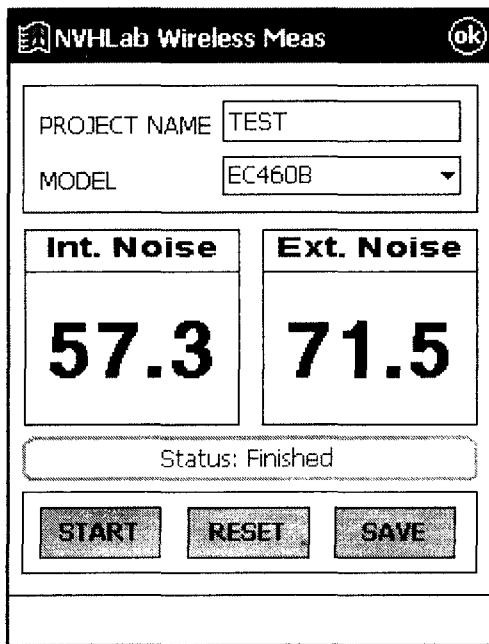 NVHLab Wireless Meas ok
PROJECT NAME TEST
MODEL EC460B
Int. Noise Ext. Noise
57.3 71.5
Status: Finished
START RESET SAVE